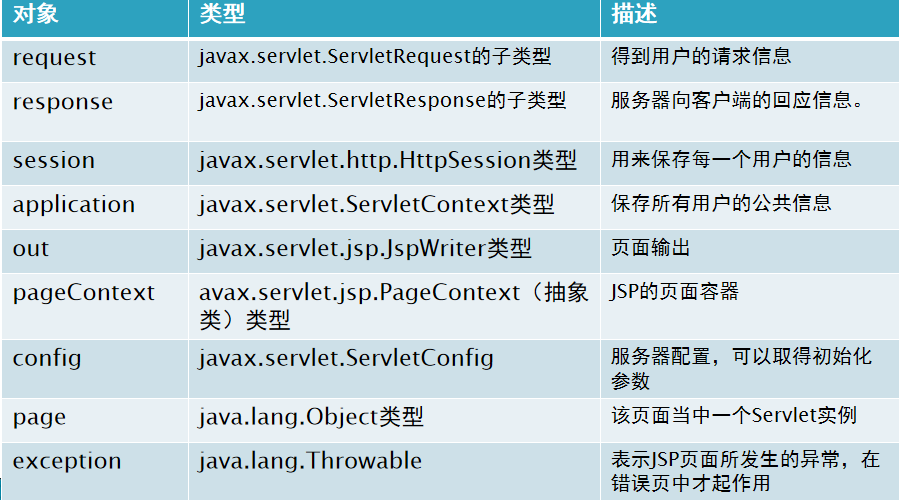 对象 类型 描述
request javax.servlet.ServletRequest的子类型 得到用户的请求信息
response javax.servlet.ServletResponse的子类型 服务器向客户端的回应信息。
session javax.servlet.http.HttpSession类型 用来保存每一个用户的信息
application javax.servlet.ServletContext类型 保存所有用户的公共信息
out javax.servlet.jsp.JspWriter类型 页面输出
pageContext avax.servlet.jsp.PageContext（抽象 JSP的页面容器
类）类型
config javax.servlet.ServletConfig 服务器配置，可以取得初始化
参数
page java.lang.Object类型 该页面当中一个Servlet实例
exception java.lang.Throwable 表示JSP页面所发生的异常，在
错误页中才起作用